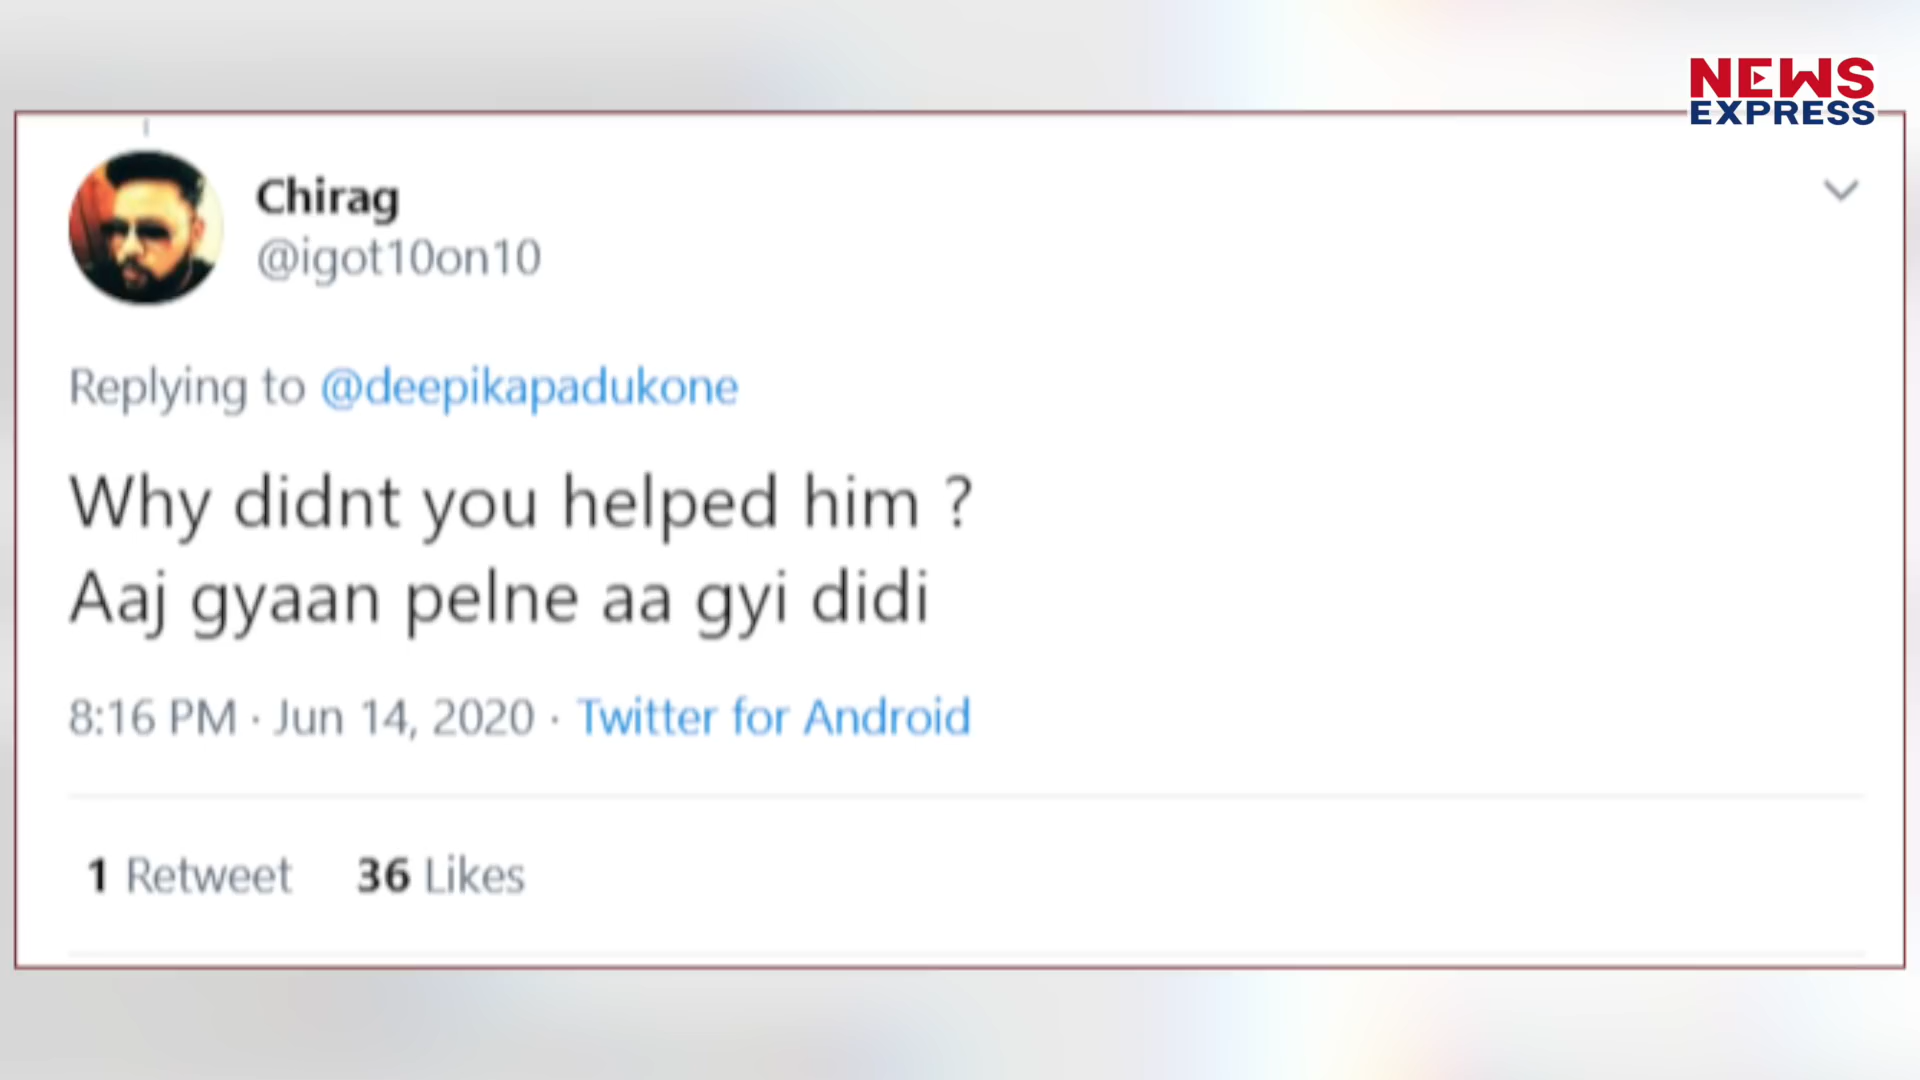 NEWS
EXPRESS
Chirag
@igot10on10
Replying to @deepikapadukone
Why didnt you helped him ?
Aaj gyaan pelne aa gyi didi
8:16 PM · Jun 14, 2020 · Twitter for Android
1 Retweet 36 Likes